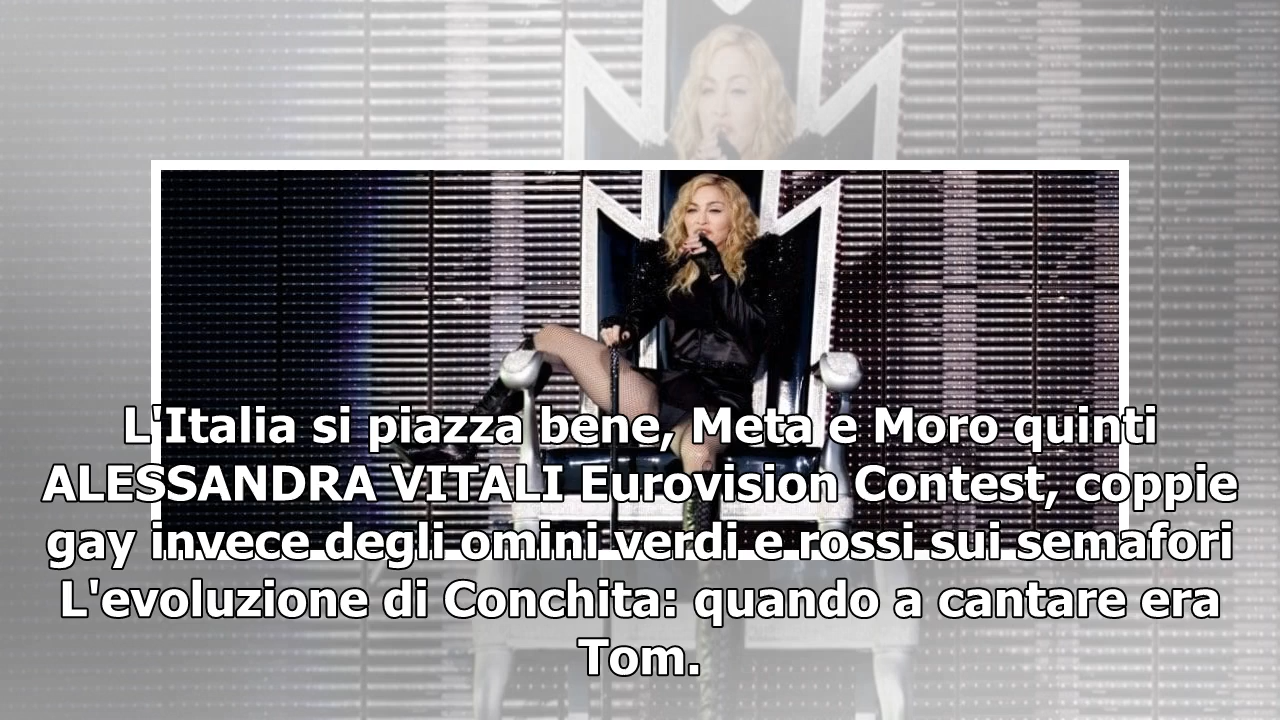 L'Italia si piazza bene, Meta e Moro quinti
ALESSANDRA VITALI Eurovision Contest, coppie
gay invece degli omini verdi e rossi sui semafori
L'evoluzione di Conchita: quando a cantare era
Tom.